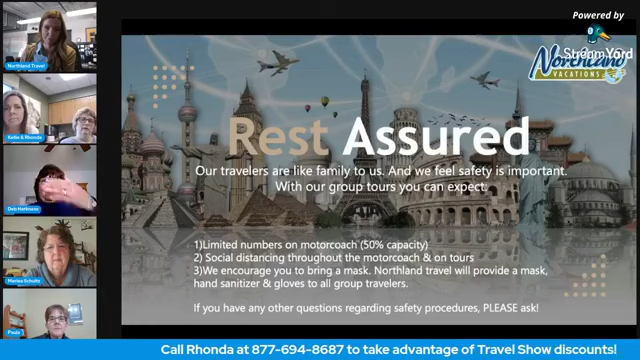 Powered by
StreamYard
Northland
VACATIONS
Northland Travel
Katie & Rhonda
Deb Hartmann
Marisa Schultz
Paula
Rest Assured
Our travelers are like family to us. And we feel safety is important.
With our group tours you can expect:
1)Limited numbers on motorcoach (50% capacity)
2) Social distancing throughout the motorcoach & on tours
3)We encourage you to bring a mask. Northland travel will provide a mask,
hand sanitizer & gloves to all group travelers.
If you have any other questions regarding safety procedures, PLEASE ask!
Call Rhonda at 877-694-8687 to take advantage of Travel Show discounts!